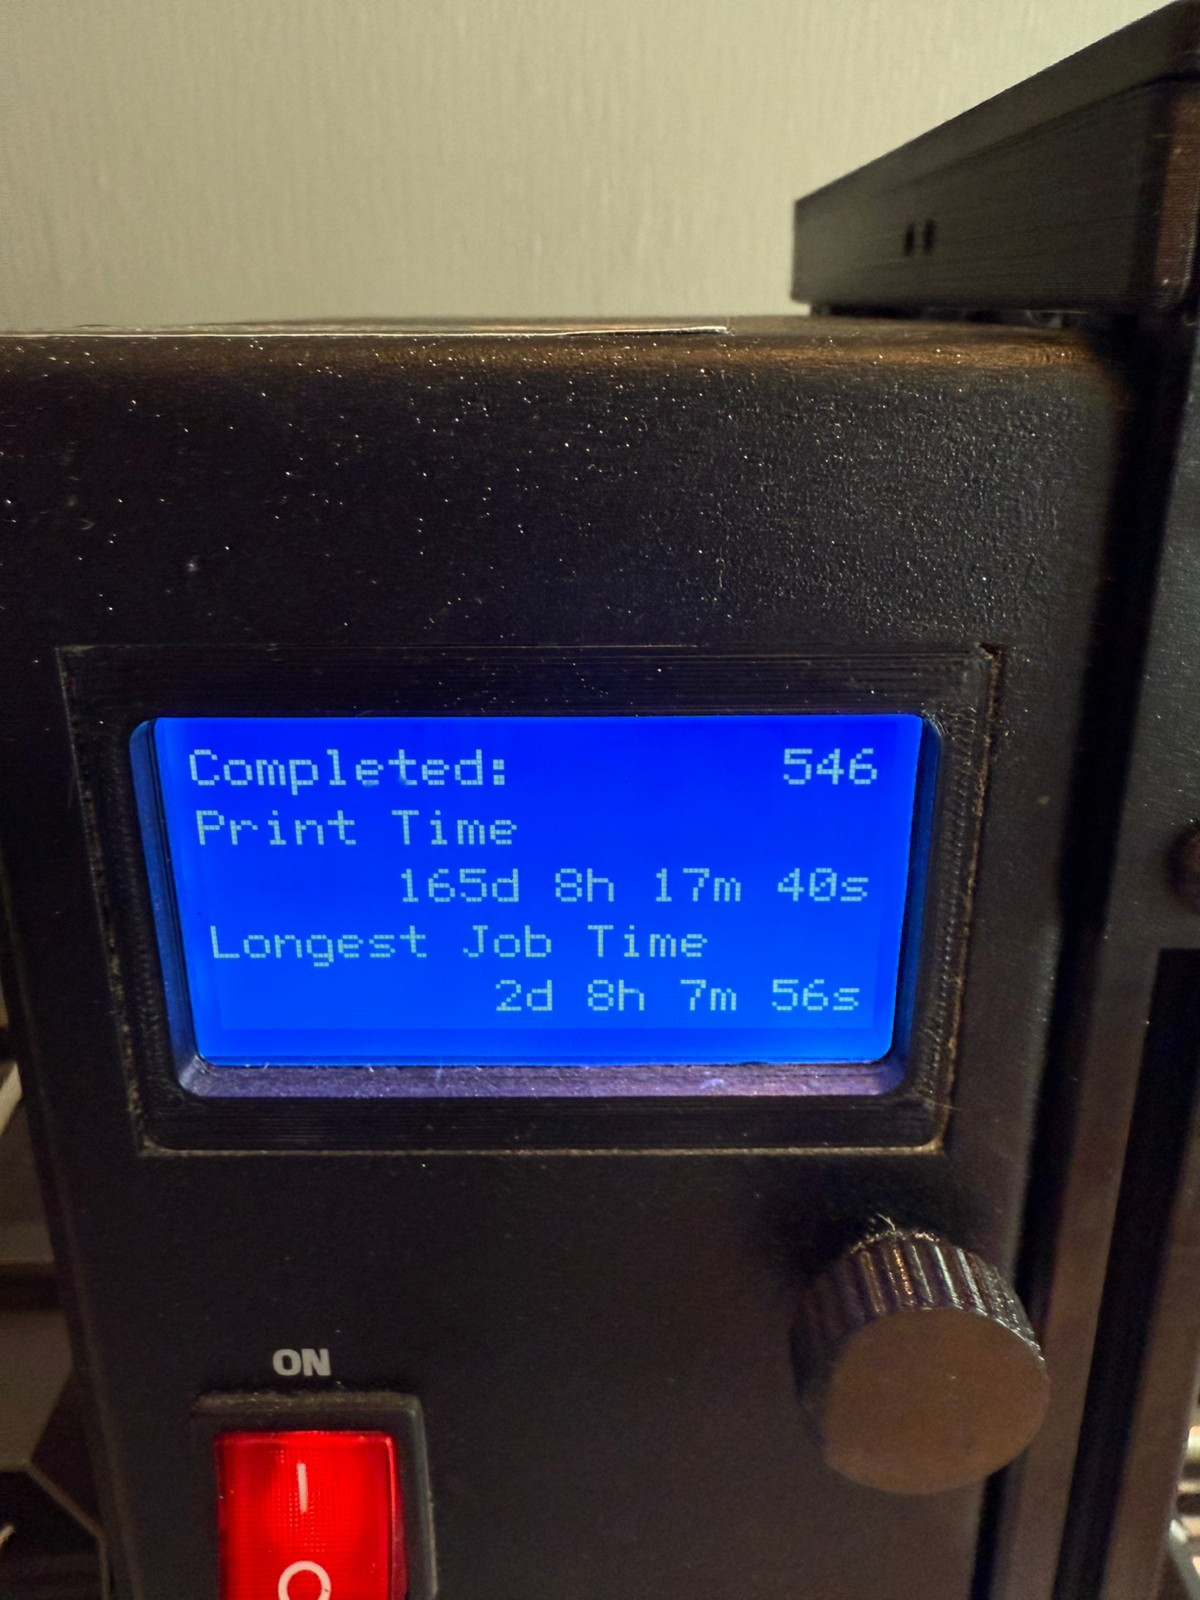 Completed: 546
Print Time
165d 8h 17m 40s
Longest Job Time
2d 8h 7m 56s
ON